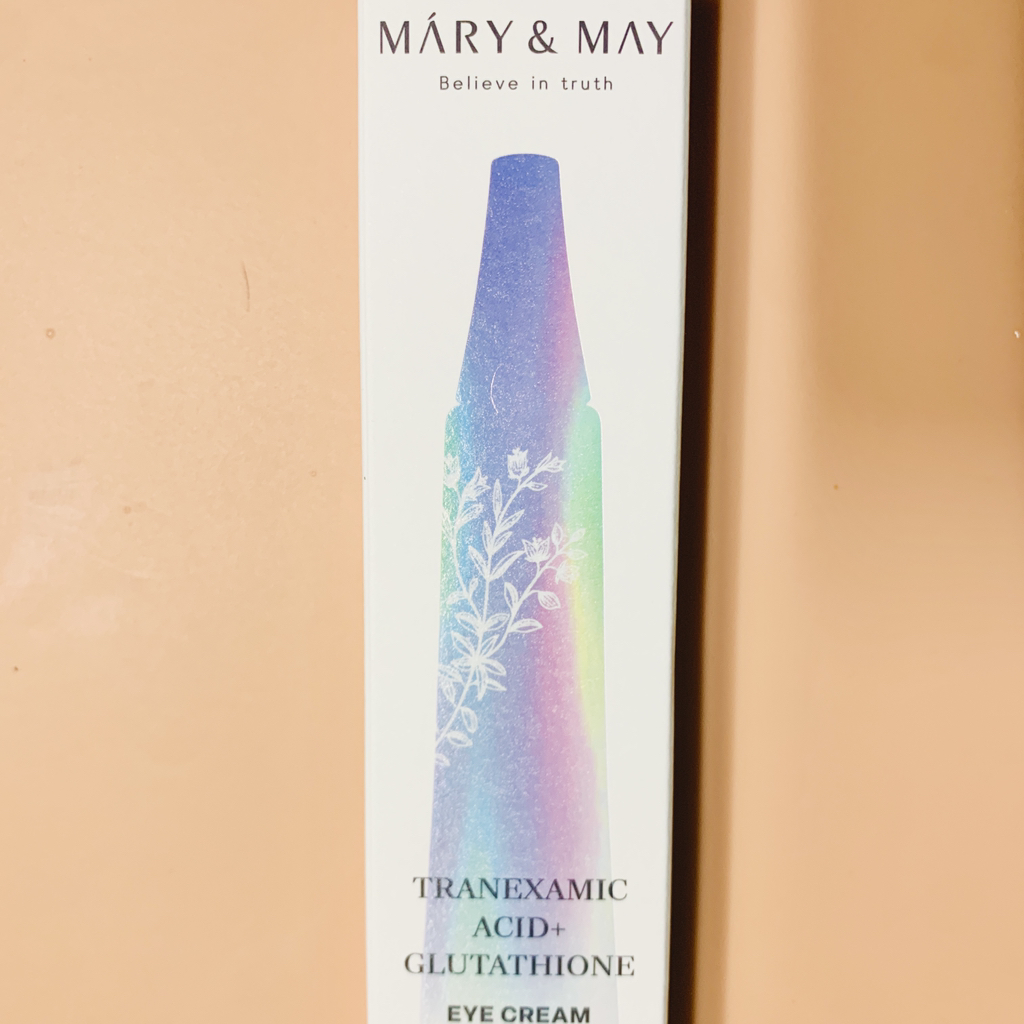 MÁRY & MAY
Believe in truth
TRANEXAMIC
ACID+
GLUTATHIONE
EYE CREAM